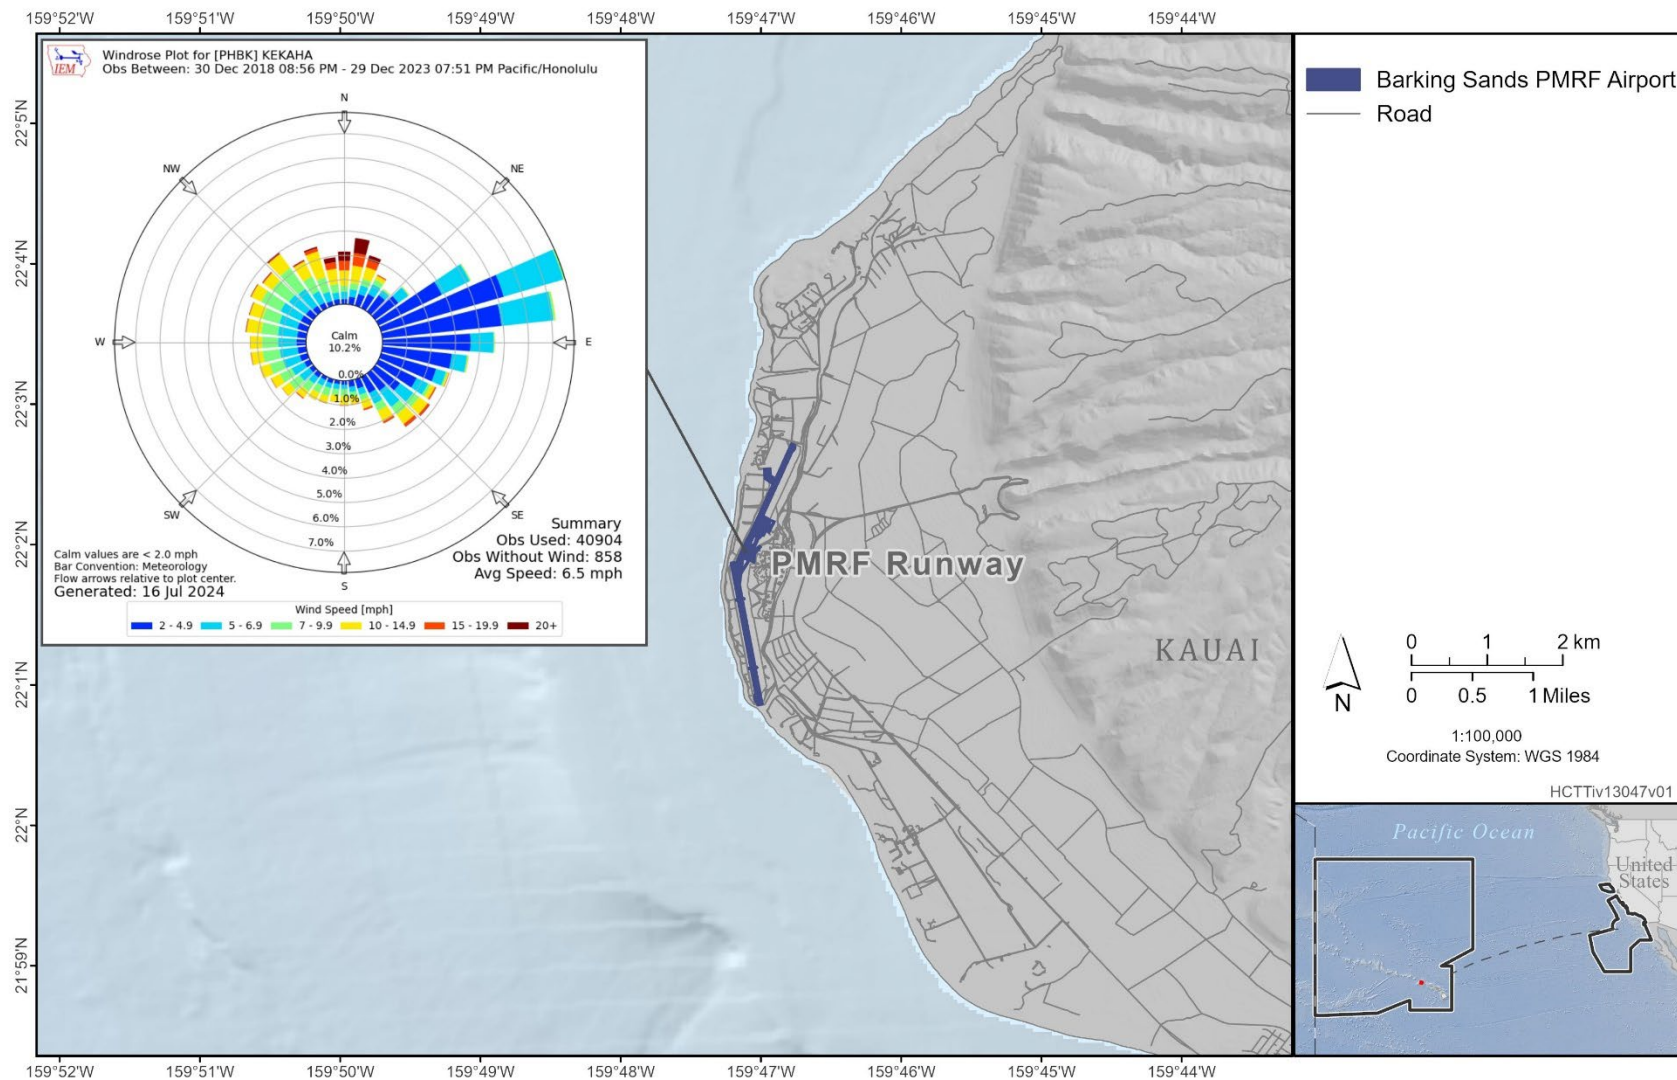 159°52'W 159°51'W 159°50'W 159°49'W 159°48'W 159°47'W 159°46'W 159°45'W 159°44'W
22°5'N
22°4'N
22°3'N
22°2'N
22°1'N
22°N
21°59'N
IEM
Windrose Plot for [PHBK] KEKAHA
Obs Between: 30 Dec 2018 08:56 PM - 29 Dec 2023 07:51 PM Pacific/Honolulu
N
NW
NE
W
E
Calm
10.2%
0.0%
1.0%
2.0%
3.0%
4.0%
5.0%
6.0%
7.0%
SW
SE
S
Summary
Obs Used: 40904
Obs Without Wind: 858
Avg Speed: 6.5 mph
Calm values are < 2.0 mph
Bar Convention: Meteorology
Flow arrows relative to plot center.
Generated: 16 Jul 2024
Wind Speed [mph]
2 - 4.9 5 - 6.9 7 - 9.9 10 - 14.9 15 - 19.9 20+
PMRF Runway
KAUAI
Barking Sands PMRF Airport
Road
N
0 1 2 km
0 0.5 1 Miles
1:100,000
Coordinate System: WGS 1984
HCTTiv13047v01
Pacific Ocean
United
States
159°52'W 159°51'W 159°50'W 159°49'W 159°48'W 159°47'W 159°46'W 159°45'W 159°44'W